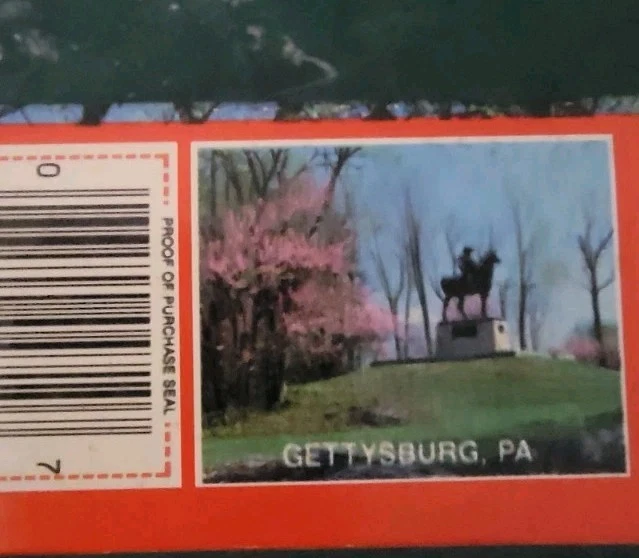 0
PROOF OF PURCHASE SEAL
7
GETTYSBURG, PA